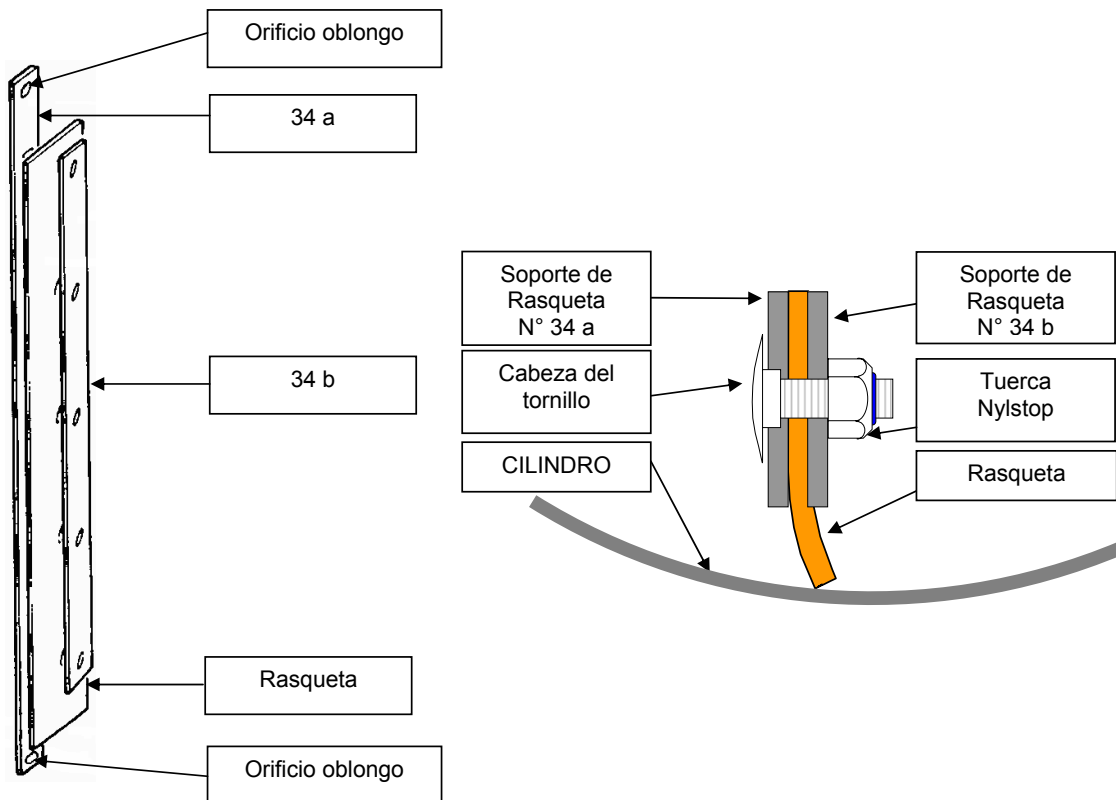 Orificio oblongo
34 a
34 b
Rasqueta
Orificio oblongo
Soporte de
Rasqueta
N° 34 a
Cabeza del
tornillo
CILINDRO
Soporte de
Rasqueta
N° 34 b
Tuerca
Nylstop
Rasqueta